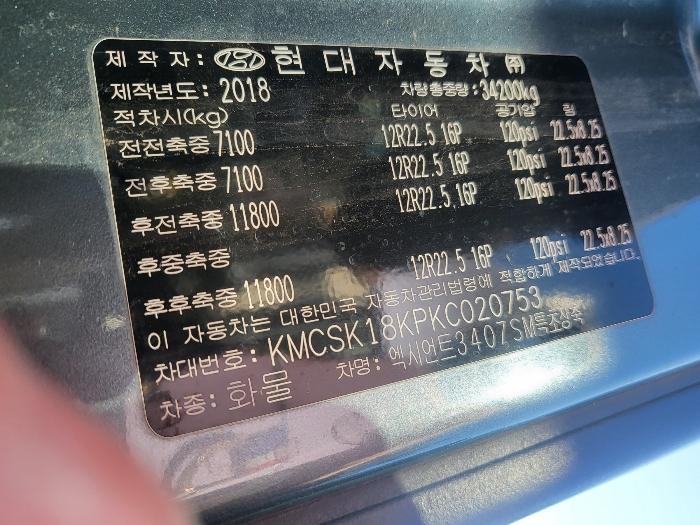 제작자: 현대자동차㈜
제작년도: 2018 차량총중량: 34200kg
적차시(kg) 타이어 공기압 림
전전축중 7100 12R22.5 16P 120psi 22.5x8.25
전후축중 7100 12R22.5 16P 120psi 22.5x8.25
후전축중 11800 12R22.5 16P 120psi 22.5x8.25
후중축중
후후축중 11800 12R22.5 16P 120psi 22.5x8.25
이 자동차는 대한민국 자동차관리법령에 적합하게 제작되었습니다.
차대번호: KMCSK18KPKC020753
차종: 화물 차명: 엑시언트3407SM특조장축